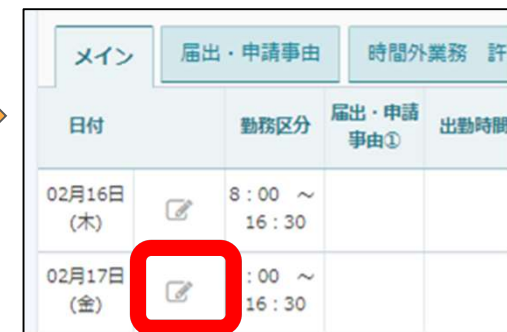 メイン
届出・申請事由
時間外業務 許
日付
勤務区分
届出・申請
事由①
出勤時間
02月16日
(木)
8:00 ～
16:30
02月17日
(金)
:00 ～
16:30